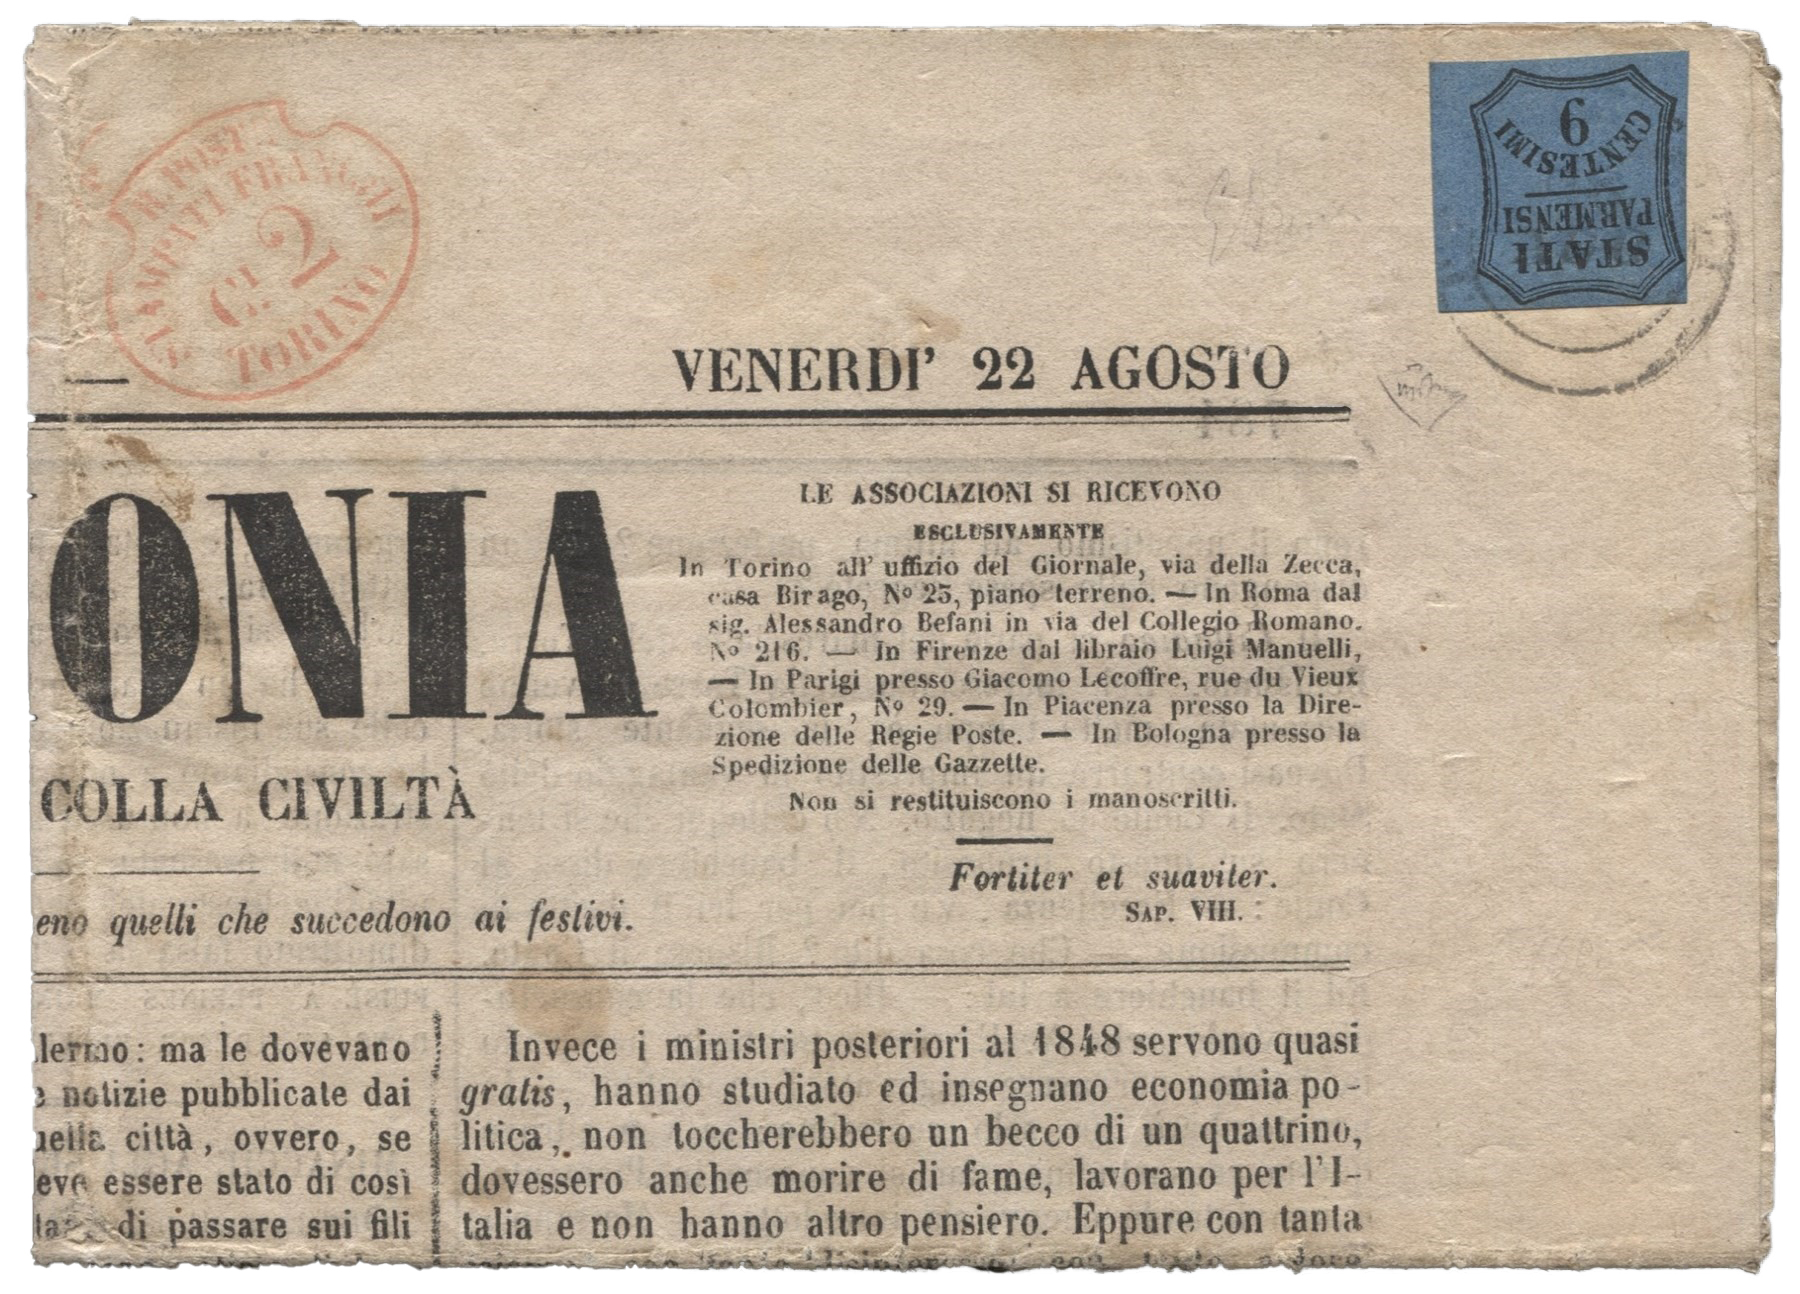 R. POSTE
STAMPATI FRANCHI
Ct. 2
TORINO
STATI
PARMENSI
CENTESIMI
9
VENERDI' 22 AGOSTO
ONIA
COLLA CIVILTÀ
eno quelli che succedono ai festivi.
LE ASSOCIAZIONI SI RICEVONO
ESCLUSIVAMENTE
In Torino all' uffizio del Giornale, via della Zecca,
casa Birago, Nº 23, piano terreno. — In Roma dal
sig. Alessandro Befani in via del Collegio Romano.
Nº 216. — In Firenze dal libraio Luigi Manuelli,
— In Parigi presso Giacomo Lecoffre, rue du Vieux
Colombier, Nº 29. — In Piacenza presso la Dire-
zione delle Regie Poste. — In Bologna presso la
Spedizione delle Gazzette.
Non si restituiscono i manoscritti.
Fortiter et suaviter.
SAP. VIII.
lermo: ma le dovevano
e notizie pubblicate dai
uella città, ovvero, se
eve essere stato di così
di passare sui fili
Invece i ministri posteriori al 1848 servono quasi
gratis, hanno studiato ed insegnano economia po-
litica, non toccherebbero un becco di un quattrino,
dovessero anche morire di fame, lavorano per l'I-
talia e non hanno altro pensiero. Eppure con tanta